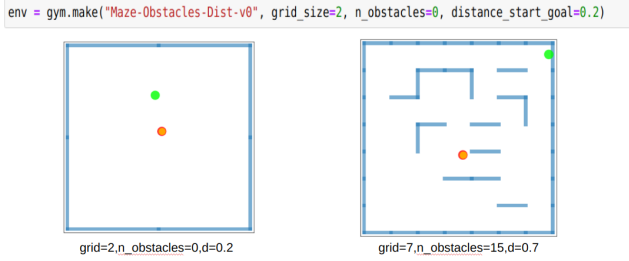 env = gym.make("Maze-Obstacles-Dist-v0", grid_size=2, n_obstacles=0, distance_start_goal=0.2)
grid=2,n_obstacles=0,d=0.2
grid=7,n_obstacles=15,d=0.7